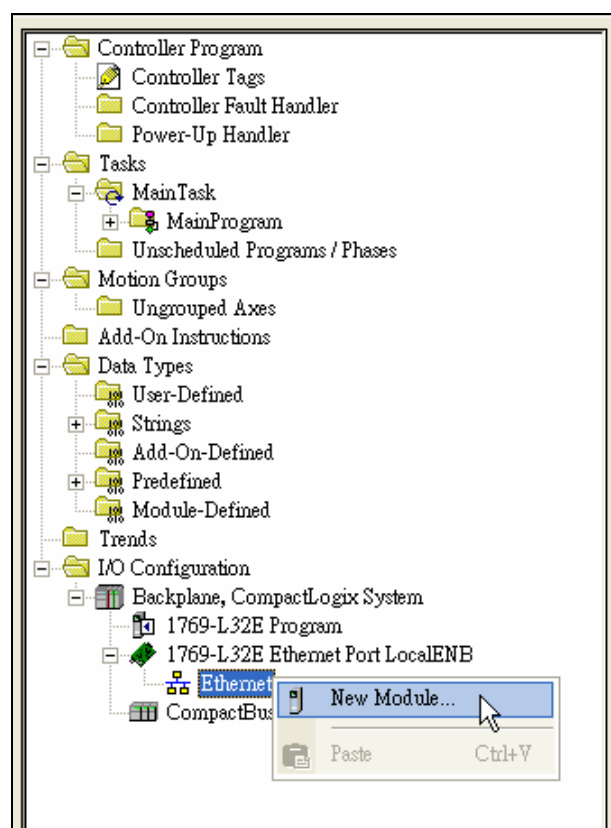 Controller Program
Controller Tags
Controller Fault Handler
Power-Up Handler
Tasks
MainTask
MainProgram
Unscheduled Programs / Phases
Motion Groups
Ungrouped Axes
Add-On Instructions
Data Types
User-Defined
Strings
Add-On-Defined
Predefined
Module-Defined
Trends
I/O Configuration
Backplane, CompactLogix System
1769-L32E Program
1769-L32E Ethernet Port LocalENB
Ethernet
New Module...
CompactBus
Paste Ctrl+V